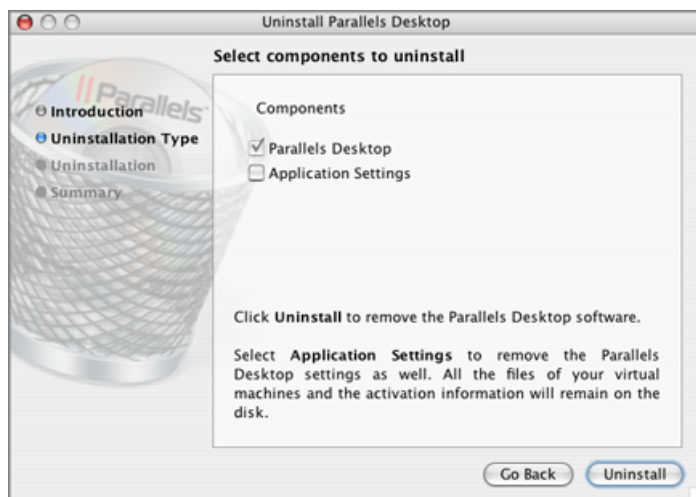 Uninstall Parallels Desktop
Select components to uninstall
Parallels
Introduction
Uninstallation Type
Uninstallation
Summary
Components
Parallels Desktop
Application Settings
Click Uninstall to remove the Parallels Desktop software.
Select Application Settings to remove the Parallels
Desktop settings as well. All the files of your virtual
machines and the activation information will remain on the
disk.
Go Back
Uninstall